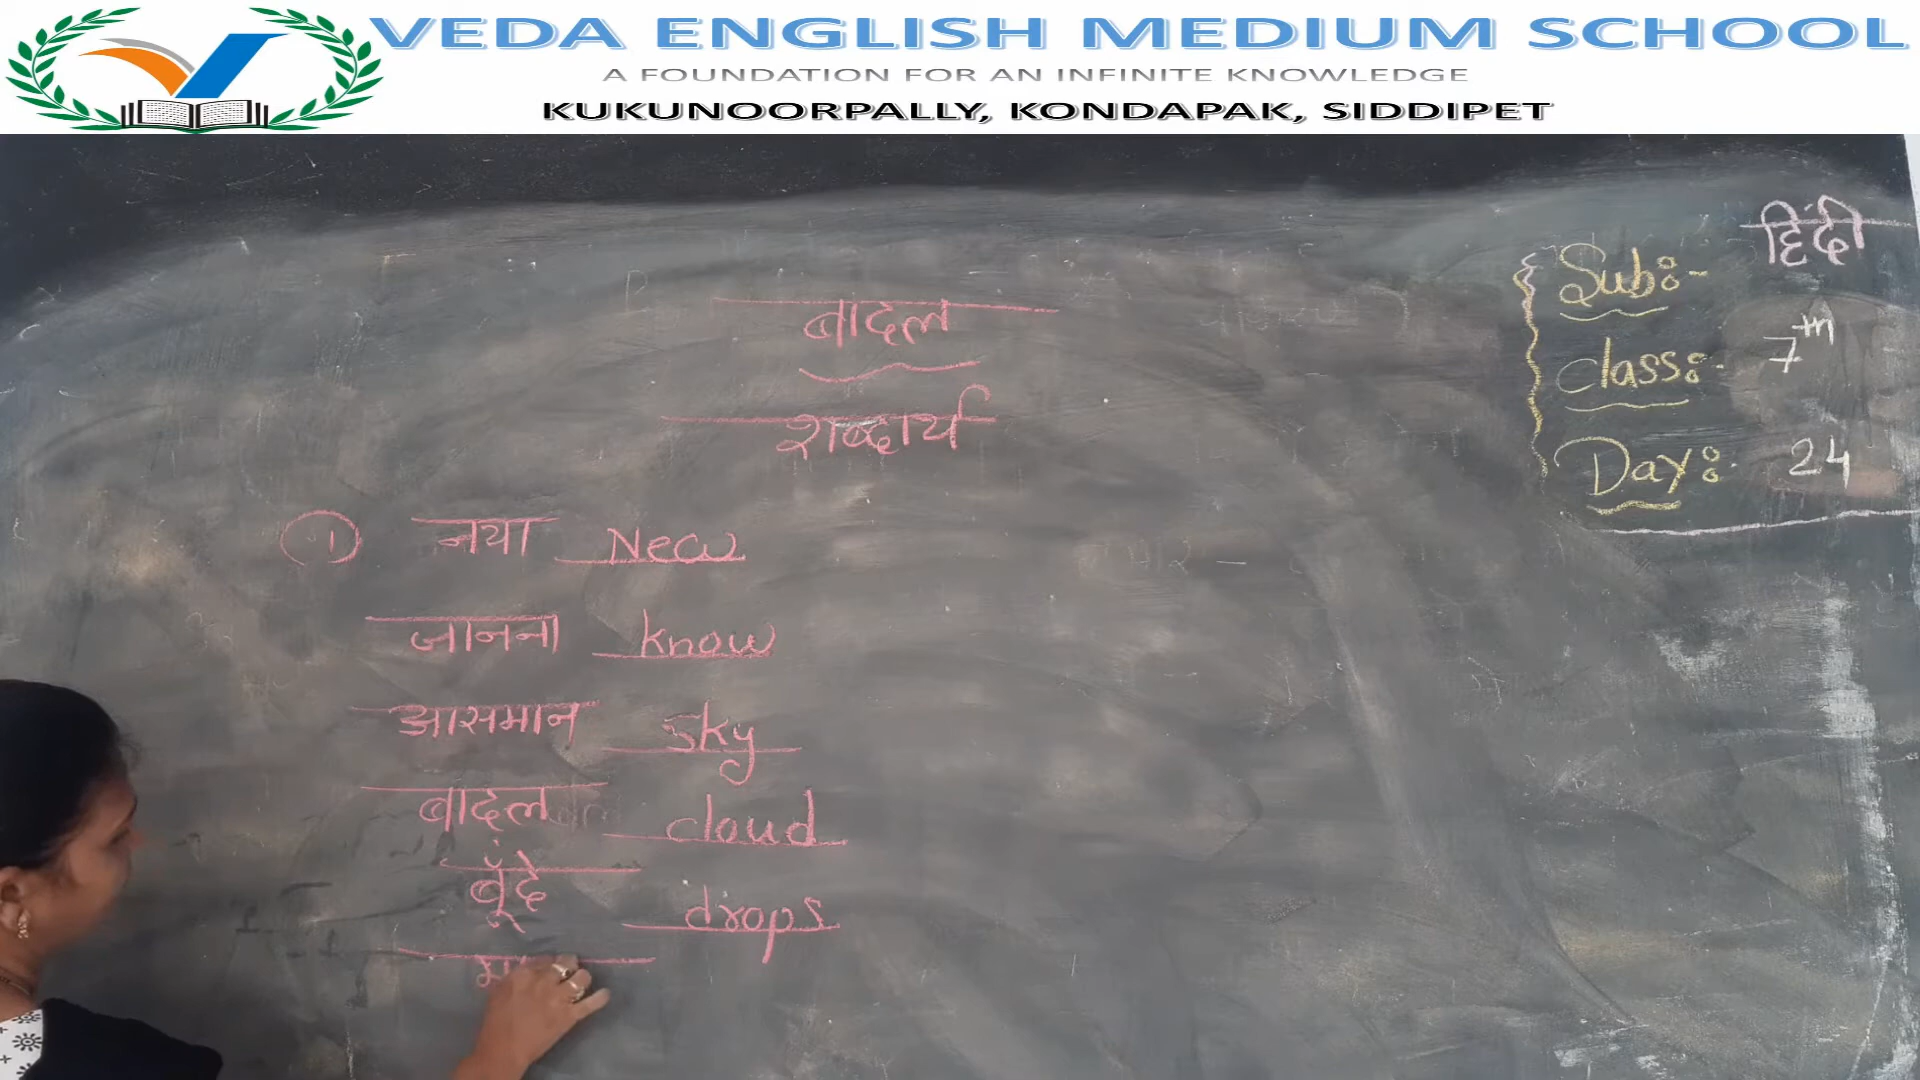 VEDA ENGLISH MEDIUM SCHOOL
A FOUNDATION FOR AN INFINITE KNOWLEDGE
KUKUNOORPALLY, KONDAPAK, SIDDIPET
Sub:- हिंदी
class:- 7th
Day:- 24
बादल
शब्दार्थ
1 नया New
जानना know
आसमान sky
बादल cloud
बूँदे drops